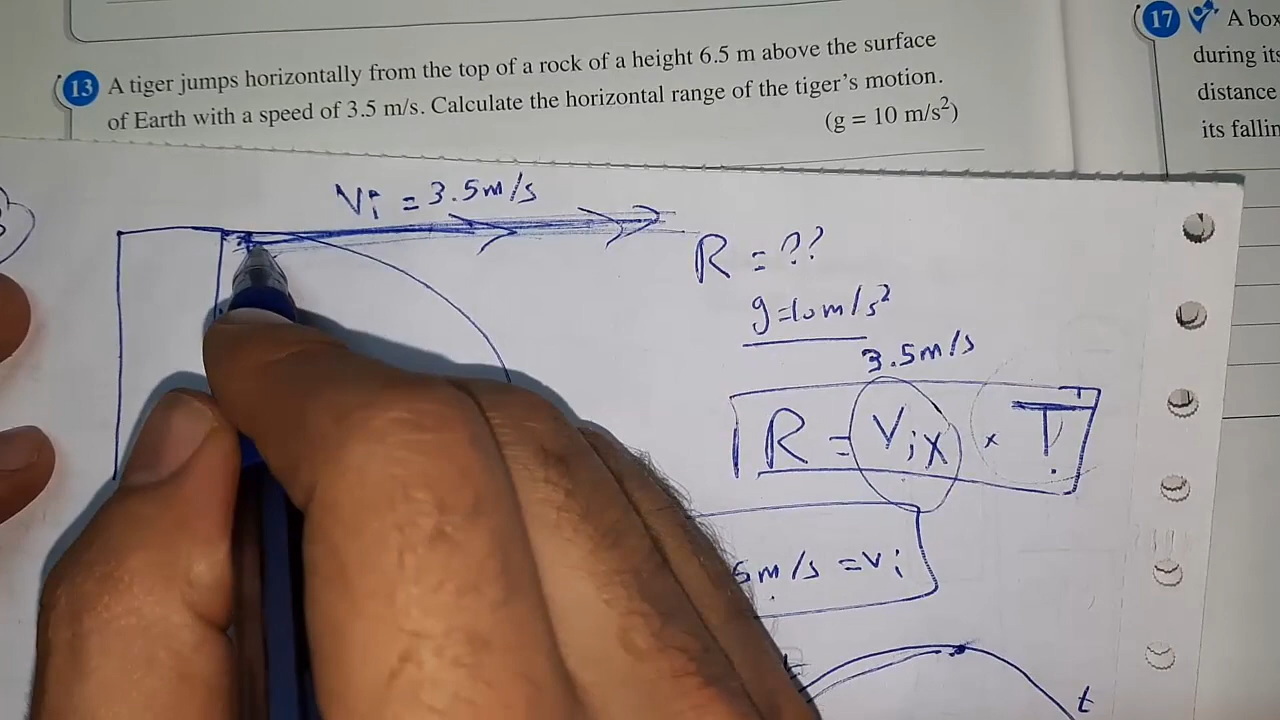 13 A tiger jumps horizontally from the top of a rock of a height 6.5 m above the surface
of Earth with a speed of 3.5 m/s. Calculate the horizontal range of the tiger's motion.
(g = 10 m/s²)
17 A box
during its
distance
its fallin
Vi = 3.5m/s
R = ??
g=10m/s²
3.5m/s
R = Vix × T
m/s = Vi
t